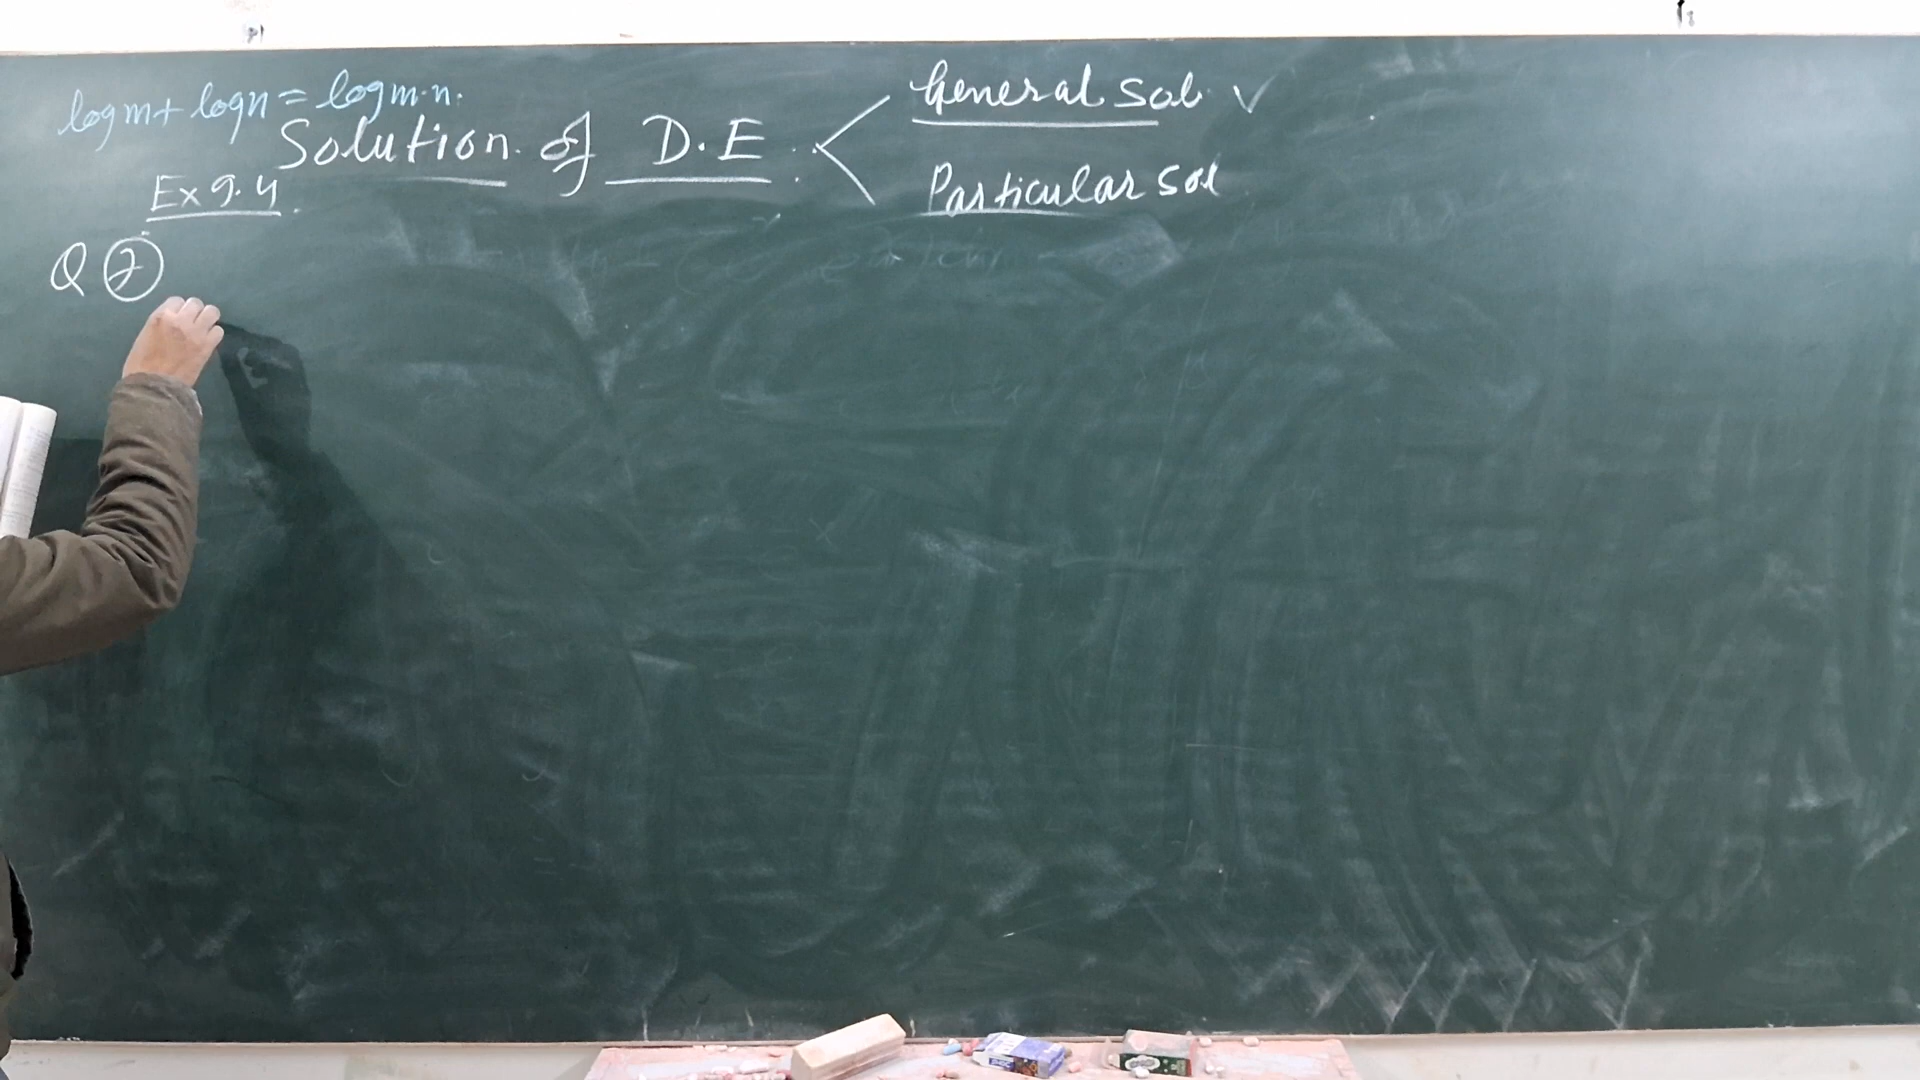 log m + log n = log m·n.
Solution of D.E
General Sol ✓
Particular Sol
Ex 9.4
Q 7